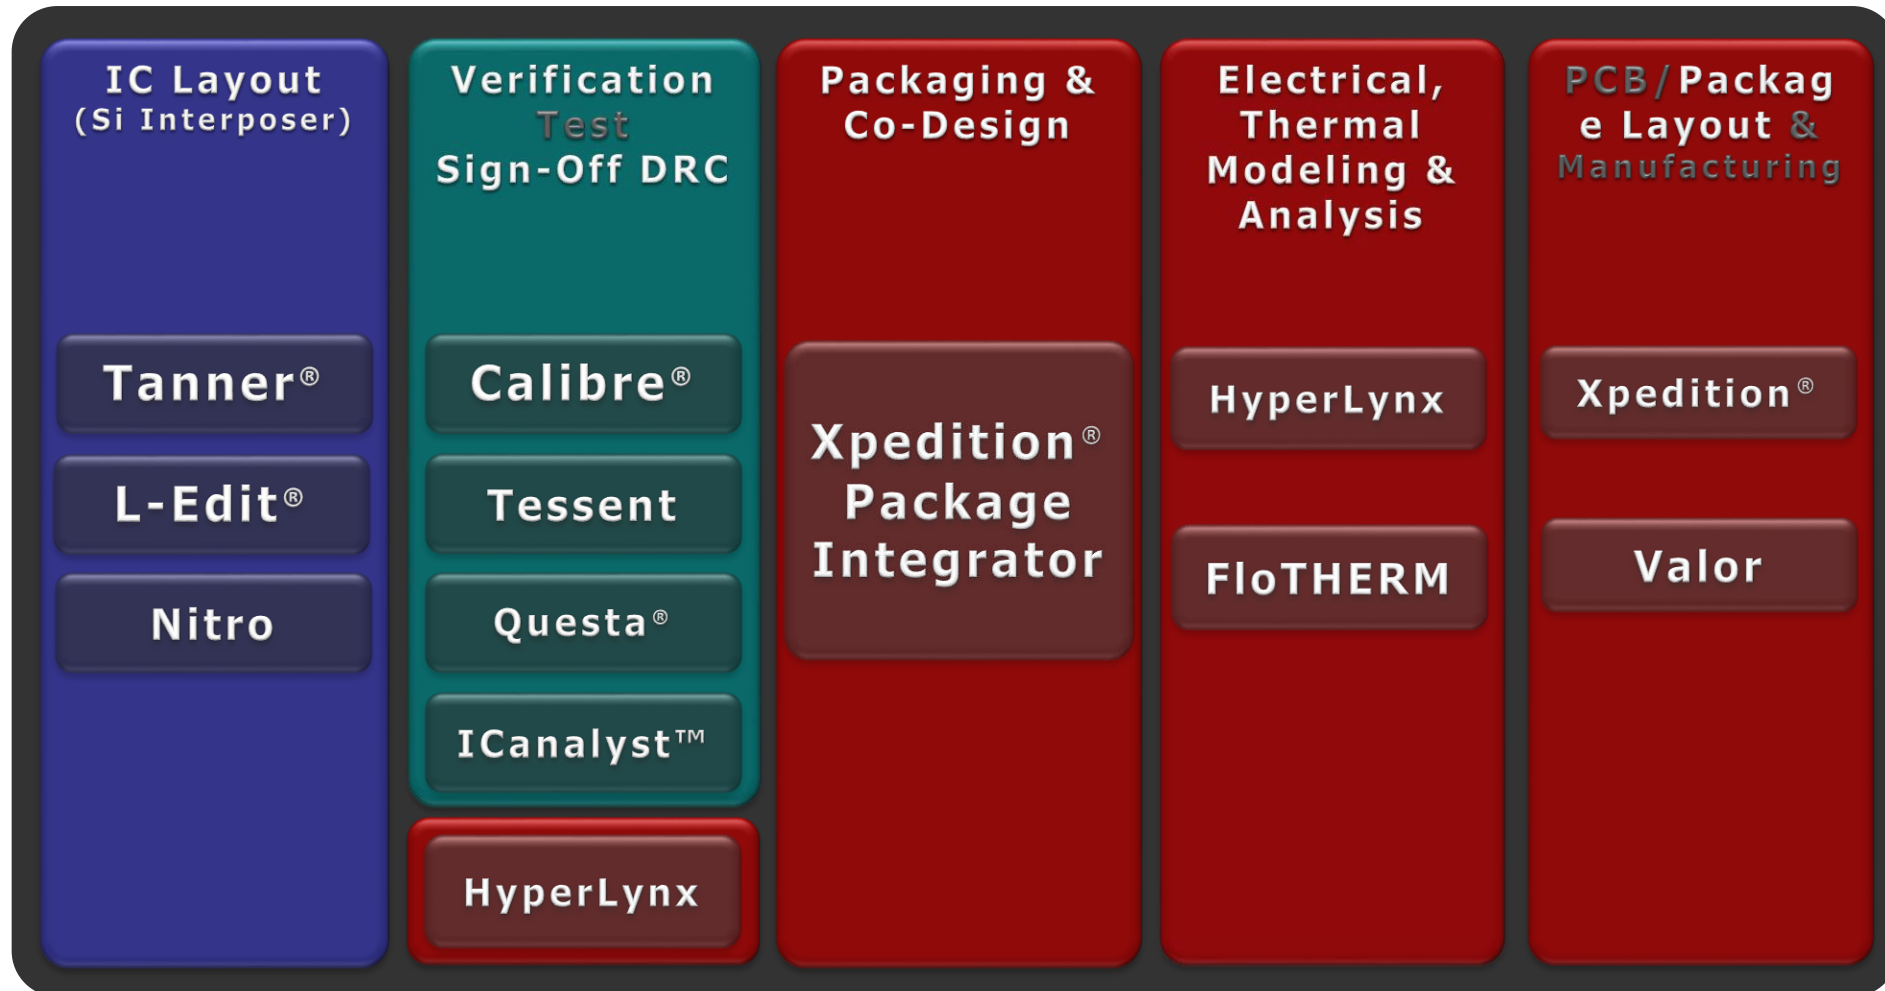 IC Layout
(Si Interposer)
Tanner®
L-Edit®
Nitro
Verification
Test
Sign-Off DRC
Calibre®
Tessent
Questa®
ICanalyst™
HyperLynx
Packaging &
Co-Design
Xpedition®
Package
Integrator
Electrical,
Thermal
Modeling &
Analysis
HyperLynx
FloTHERM
PCB/Packag
e Layout &
Manufacturing
Xpedition®
Valor